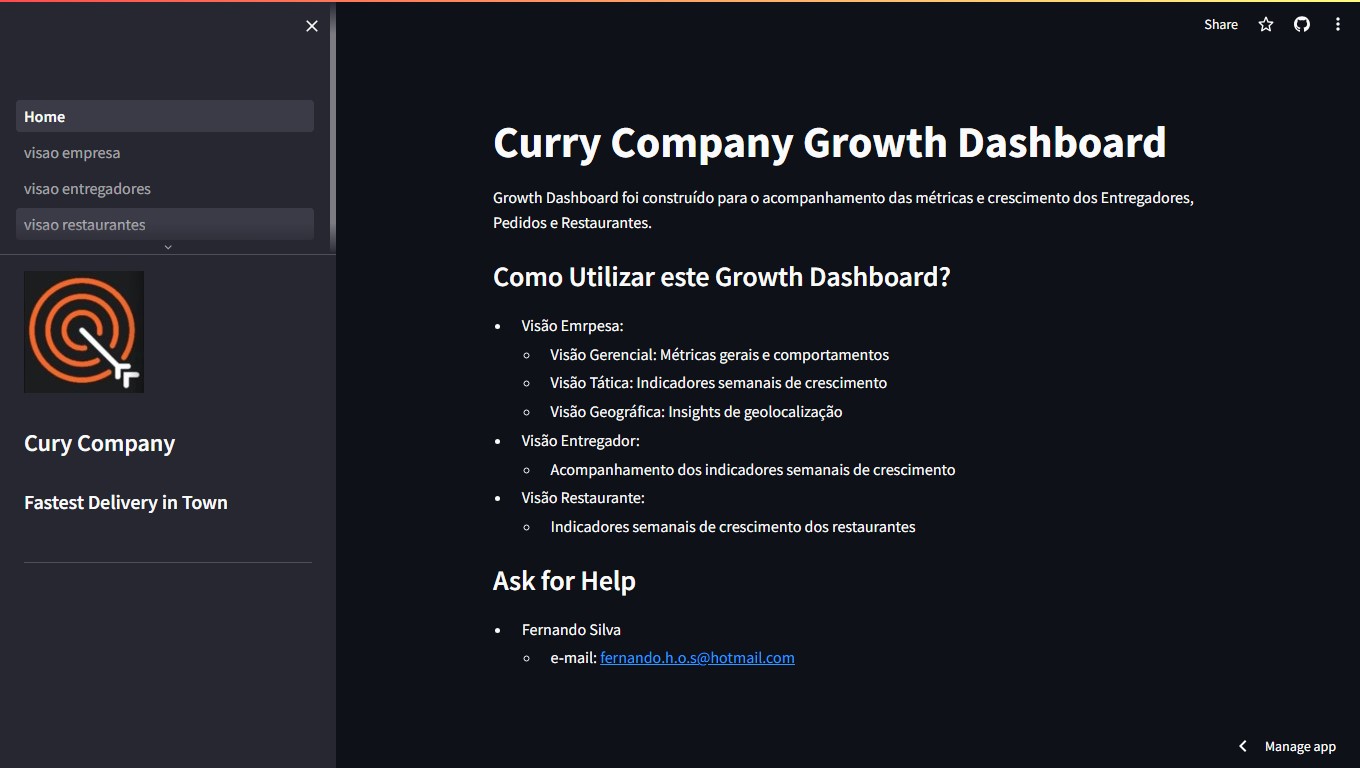 Share
Home
visao empresa
visao entregadores
visao restaurantes
Cury Company
Fastest Delivery in Town
Curry Company Growth Dashboard
Growth Dashboard foi construído para o acompanhamento das métricas e crescimento dos Entregadores,
Pedidos e Restaurantes.
Como Utilizar este Growth Dashboard?
Visão Emrpesa:
Visão Gerencial: Métricas gerais e comportamentos
Visão Tática: Indicadores semanais de crescimento
Visão Geográfica: Insights de geolocalização
Visão Entregador:
Acompanhamento dos indicadores semanais de crescimento
Visão Restaurante:
Indicadores semanais de crescimento dos restaurantes
Ask for Help
Fernando Silva
e-mail: fernando.h.o.s@hotmail.com
Manage app